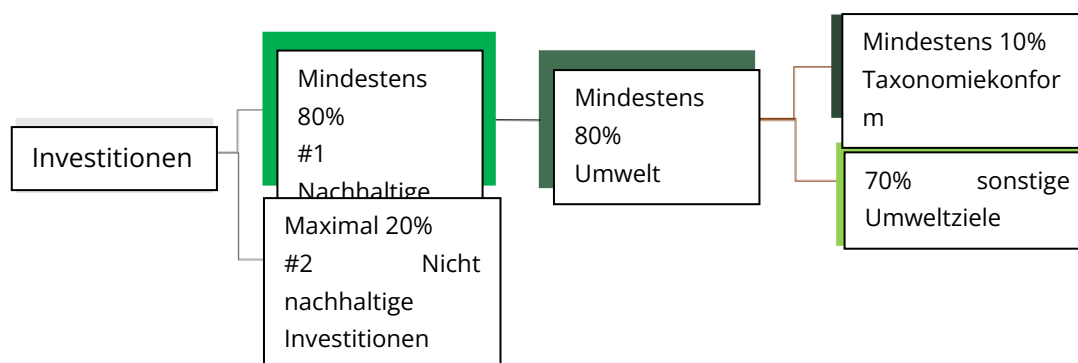 Investitionen
Mindestens
80%
#1
Nachhaltige
Maximal 20%
#2 Nicht
nachhaltige
Investitionen
Mindestens
80%
Umwelt
Mindestens 10%
Taxonomiekonfor
m
70% sonstige
Umweltziele